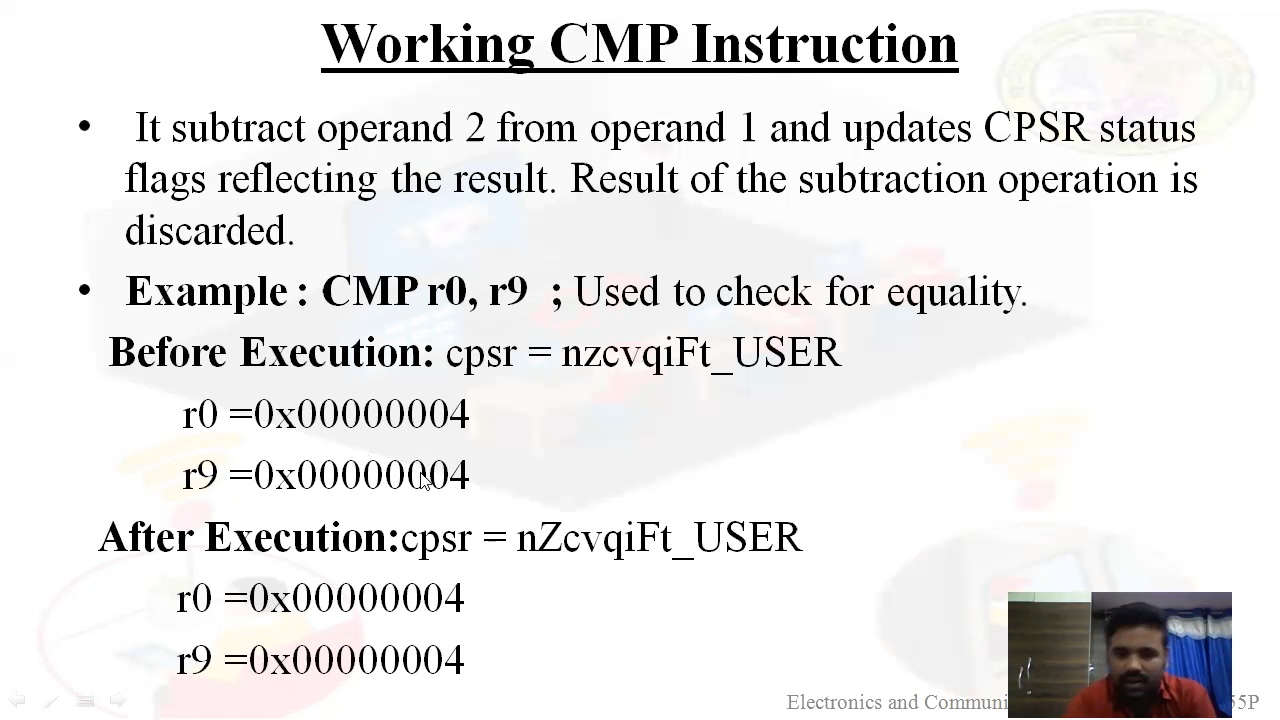 Working CMP Instruction
• It subtract operand 2 from operand 1 and updates CPSR status
flags reflecting the result. Result of the subtraction operation is
discarded.
• Example : CMP r0, r9 ; Used to check for equality.
Before Execution: cpsr = nzcvqiFt_USER
r0 =0x00000004
r9 =0x00000004
After Execution:cpsr = nZcvqiFt_USER
r0 =0x00000004
r9 =0x00000004
Electronics and